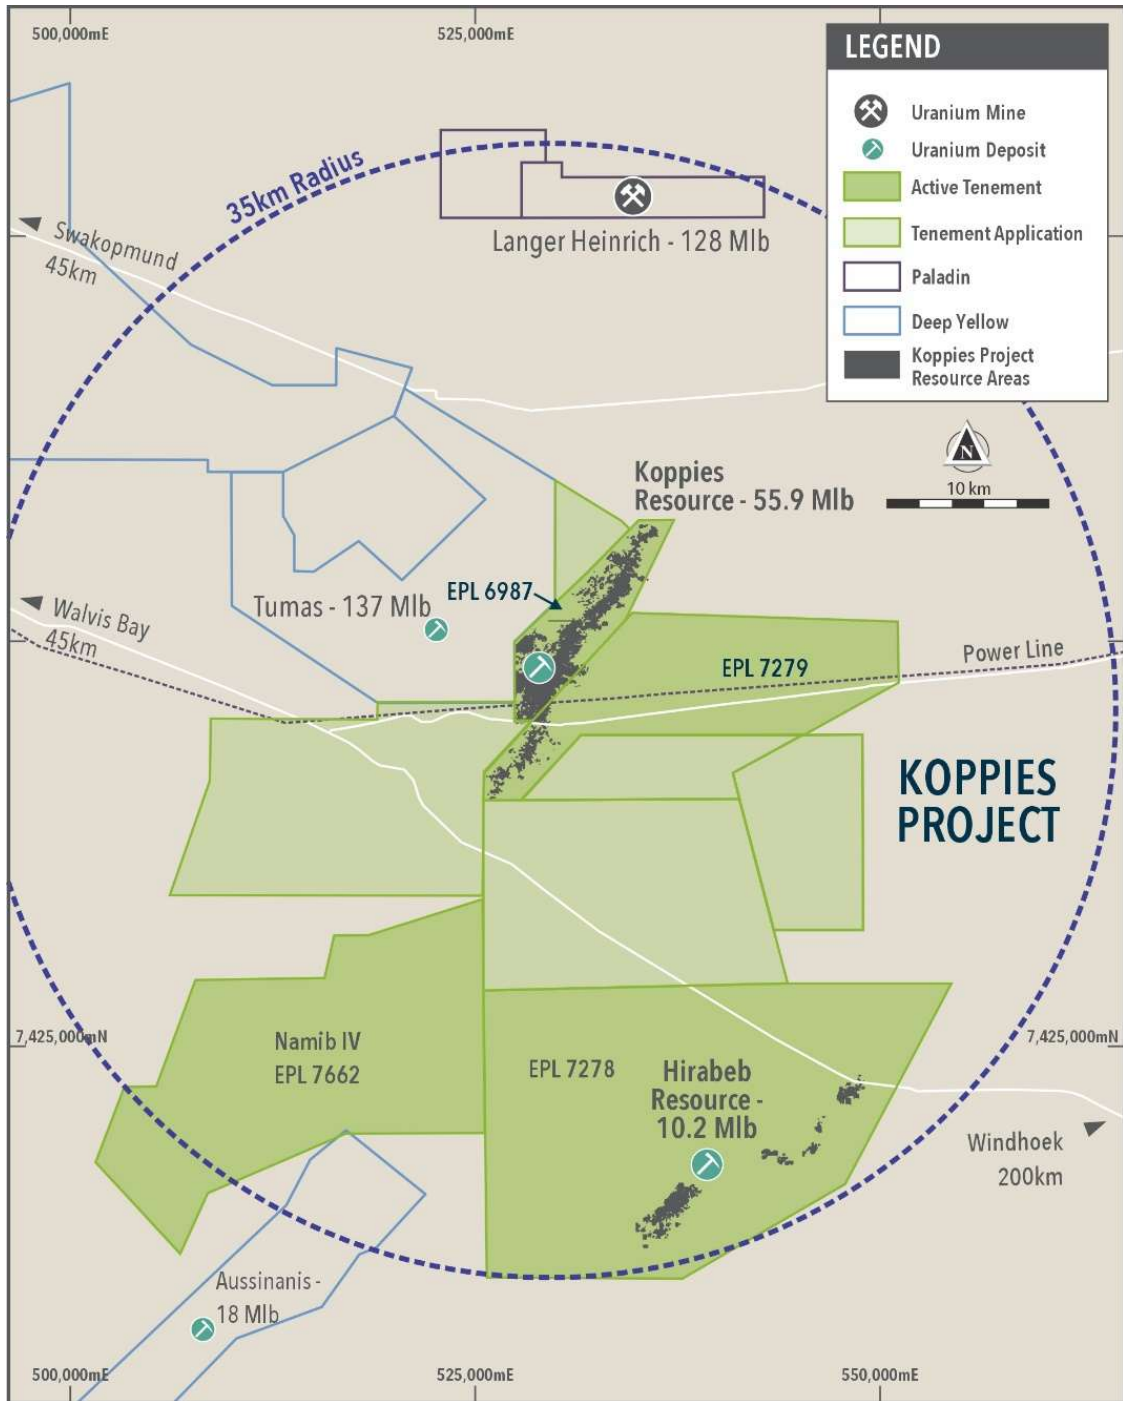 500,000mE
525,000mE
LEGEND
Uranium Mine
Uranium Deposit
Active Tenement
Tenement Application
Paladin
Deep Yellow
Koppies Project
Resource Areas
35km Radius
Swakopmund
45km
Langer Heinrich - 128 Mlb
N
10 km
Koppies
Resource - 55.9 Mlb
EPL 6987
Tumas - 137 Mlb
Walvis Bay
45km
EPL 7279
Power Line
KOPPIES
PROJECT
7,425,000mN
7,425,000mN
Namib IV
EPL 7662
EPL 7278
Hirabeb
Resource -
10.2 Mlb
Windhoek
200km
Aussinanis -
18 Mlb
500,000mE
525,000mE
550,000mE